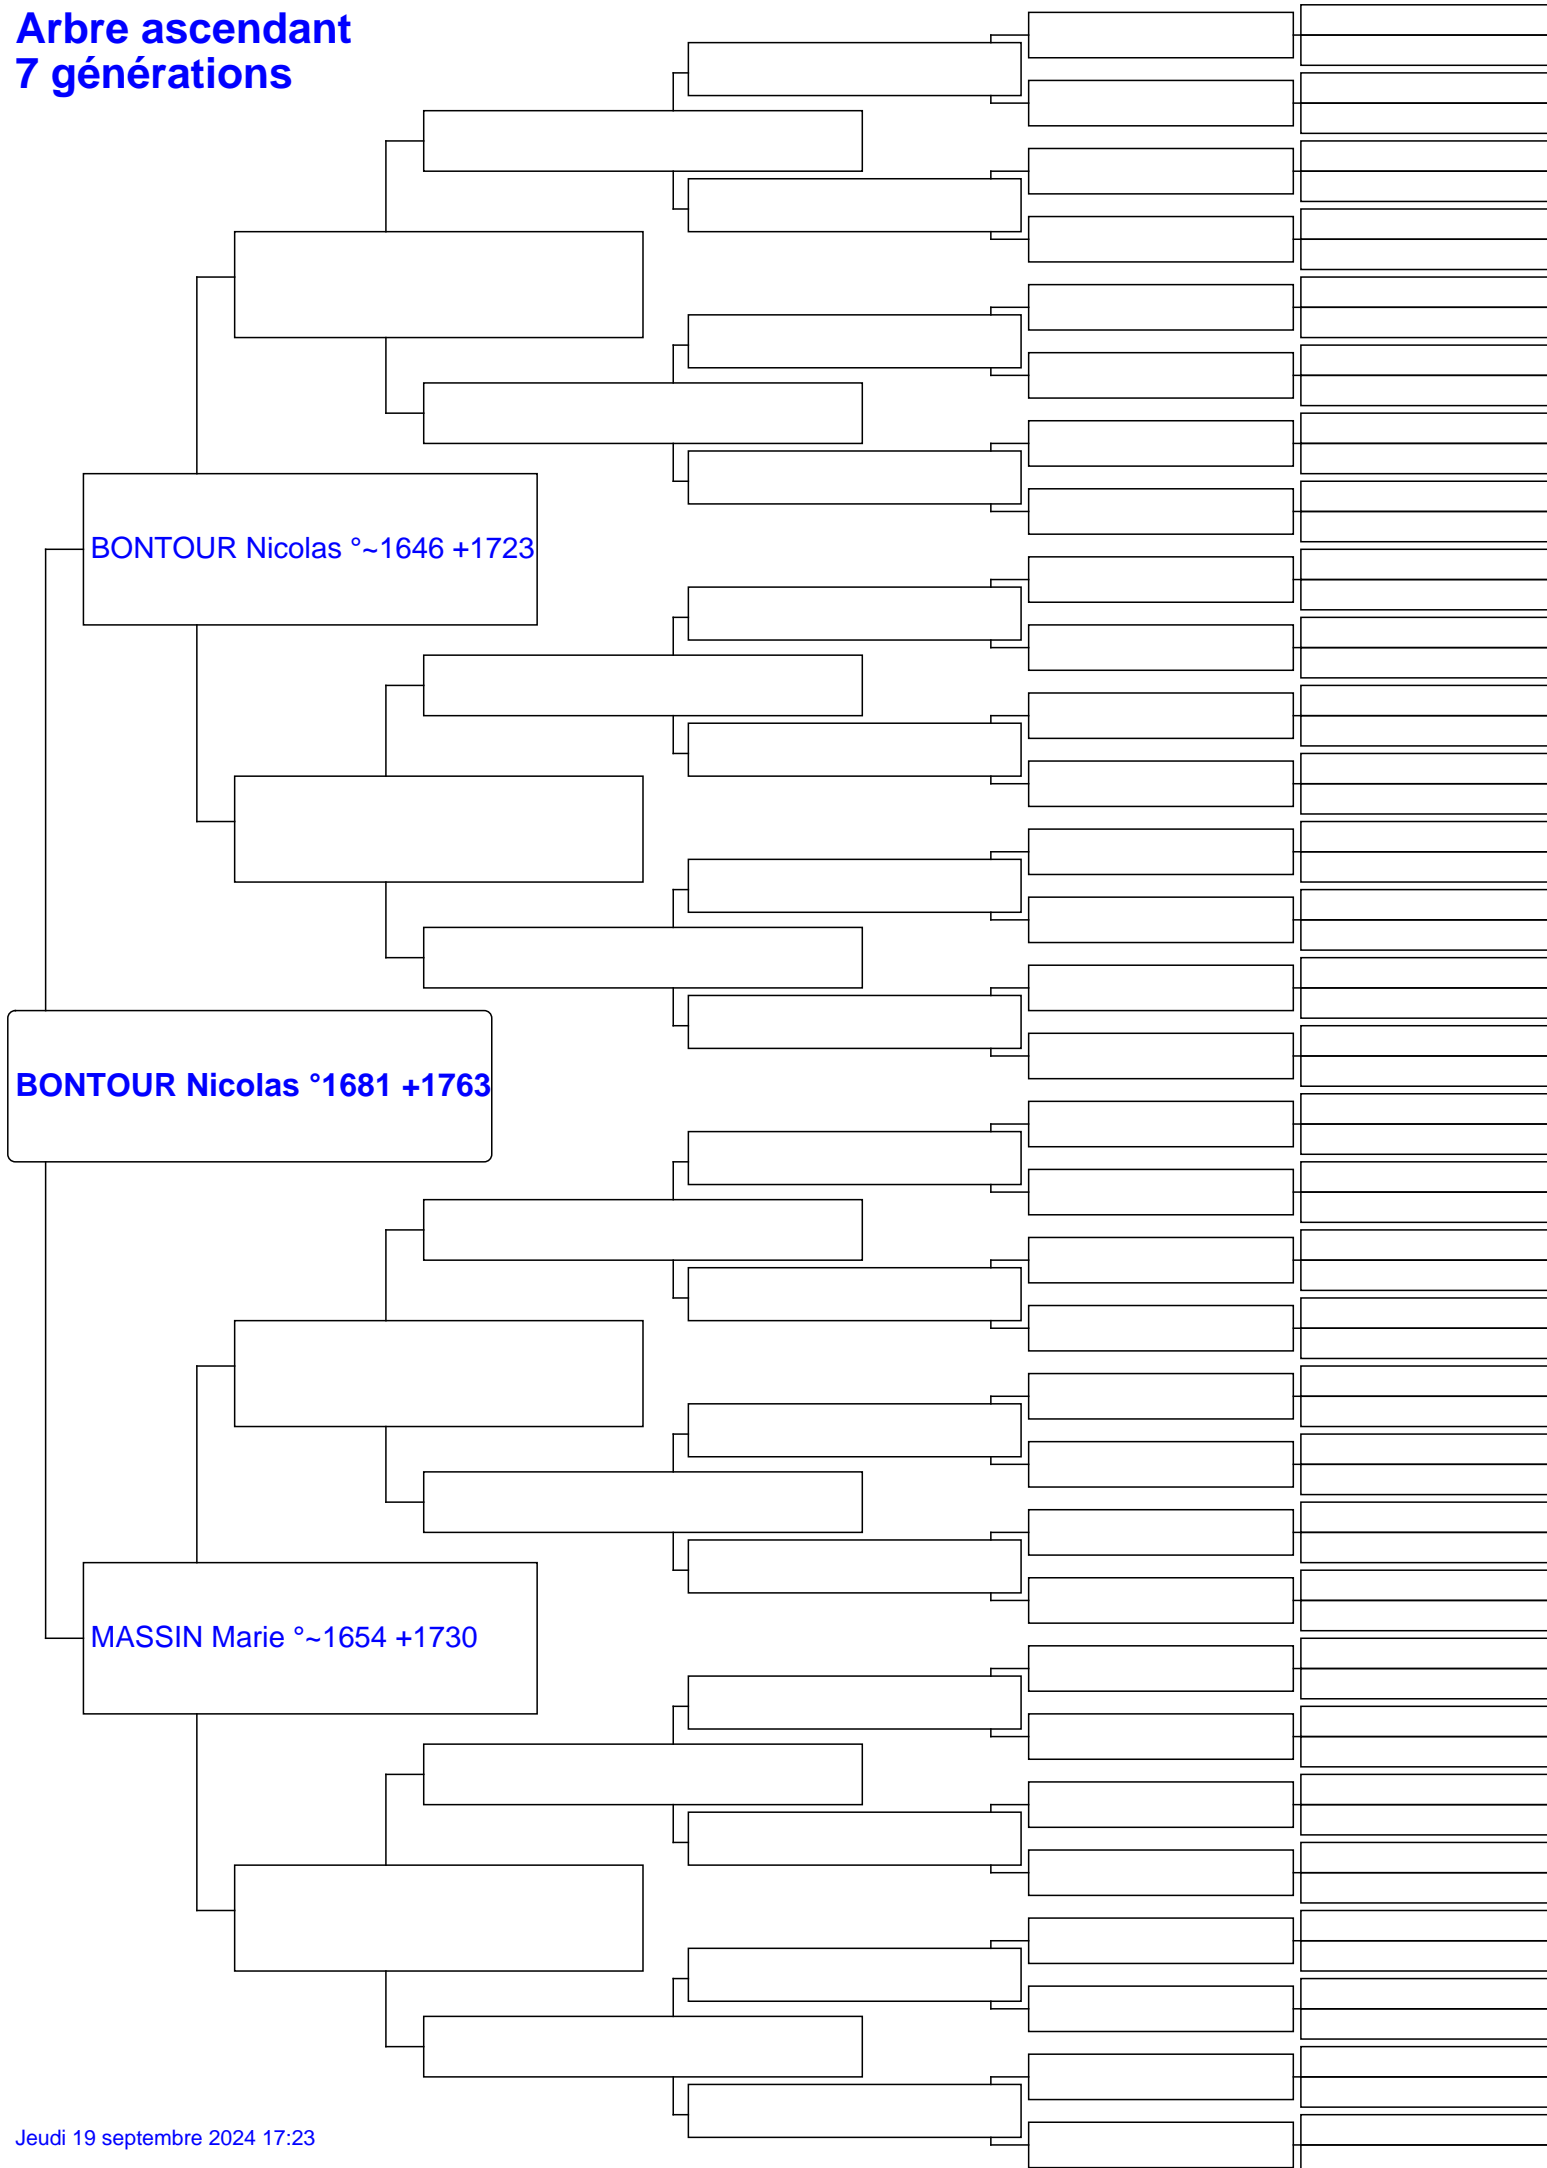 Arbre ascendant
7 générations
BONTOUR Nicolas °~1646 +1723
BONTOUR Nicolas °1681 +1763
MASSIN Marie °~1654 +1730
Jeudi 19 septembre 2024 17:23